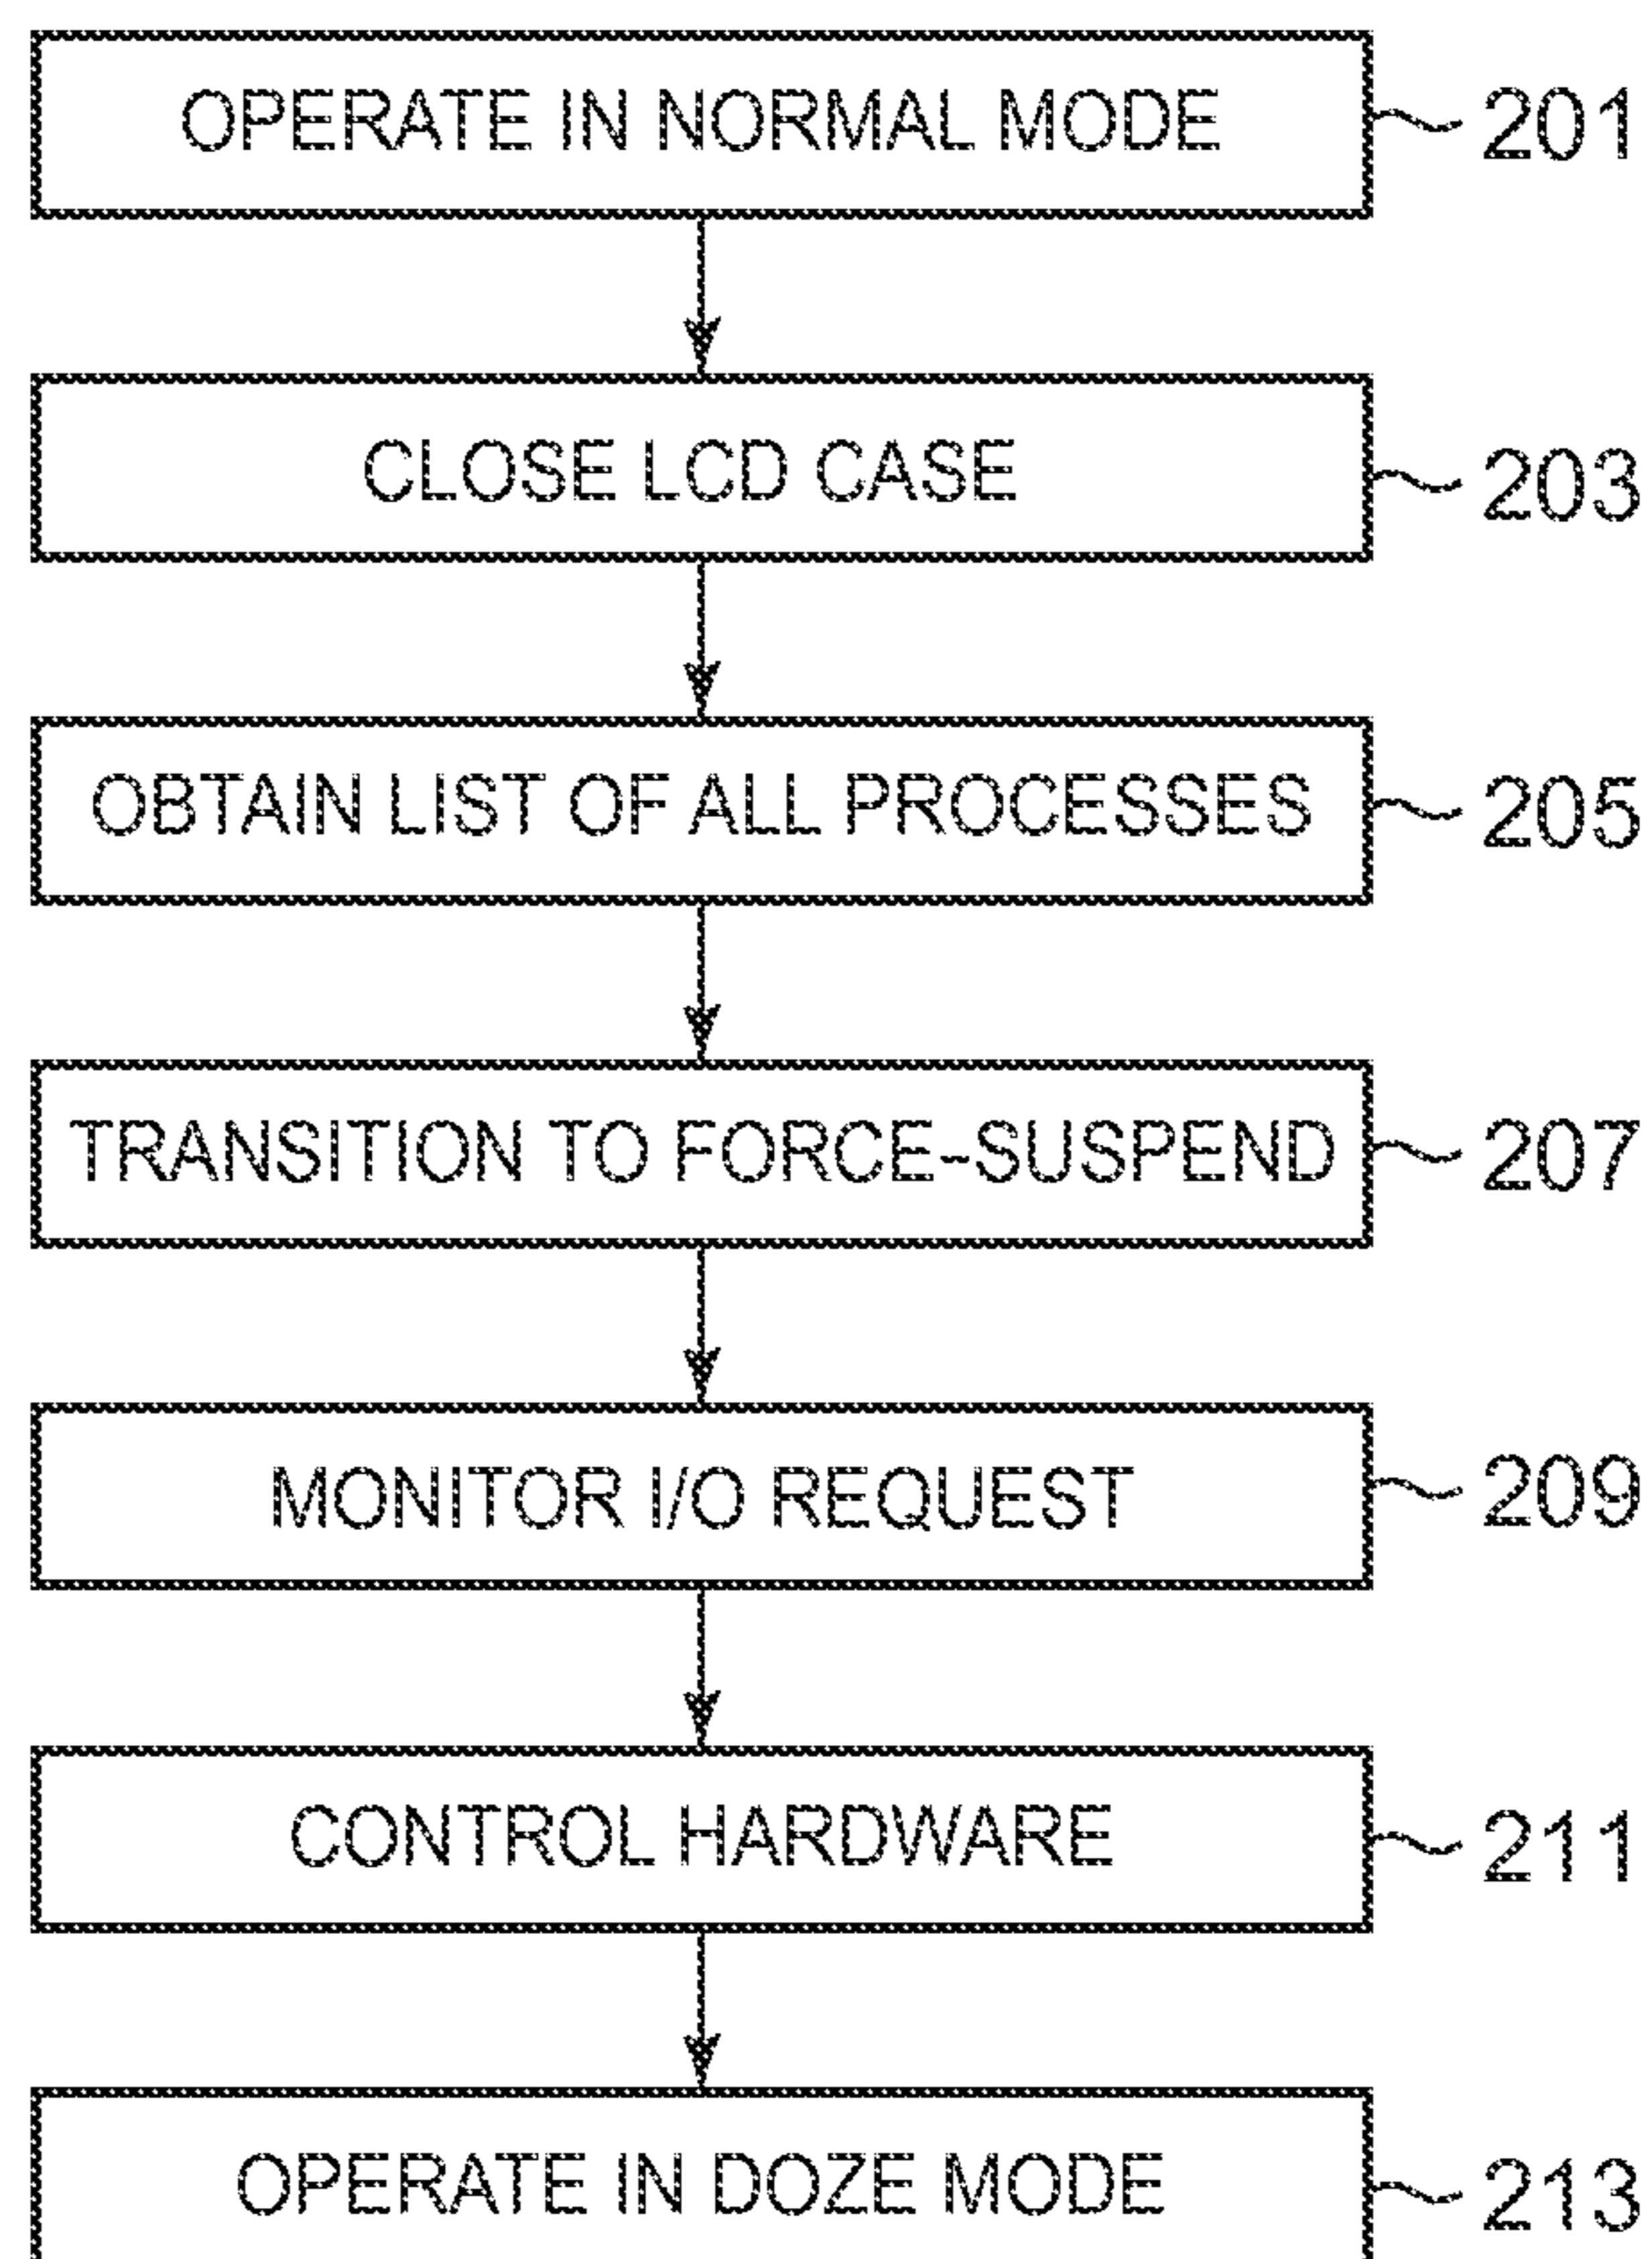 OPERATE IN NORMAL MODE 201
CLOSE LCD CASE 203
OBTAIN LIST OF ALL PROCESSES 205
TRANSITION TO FORCE-SUSPEND 207
MONITOR I/O REQUEST 209
CONTROL HARDWARE 211
OPERATE IN DOZE MODE 213